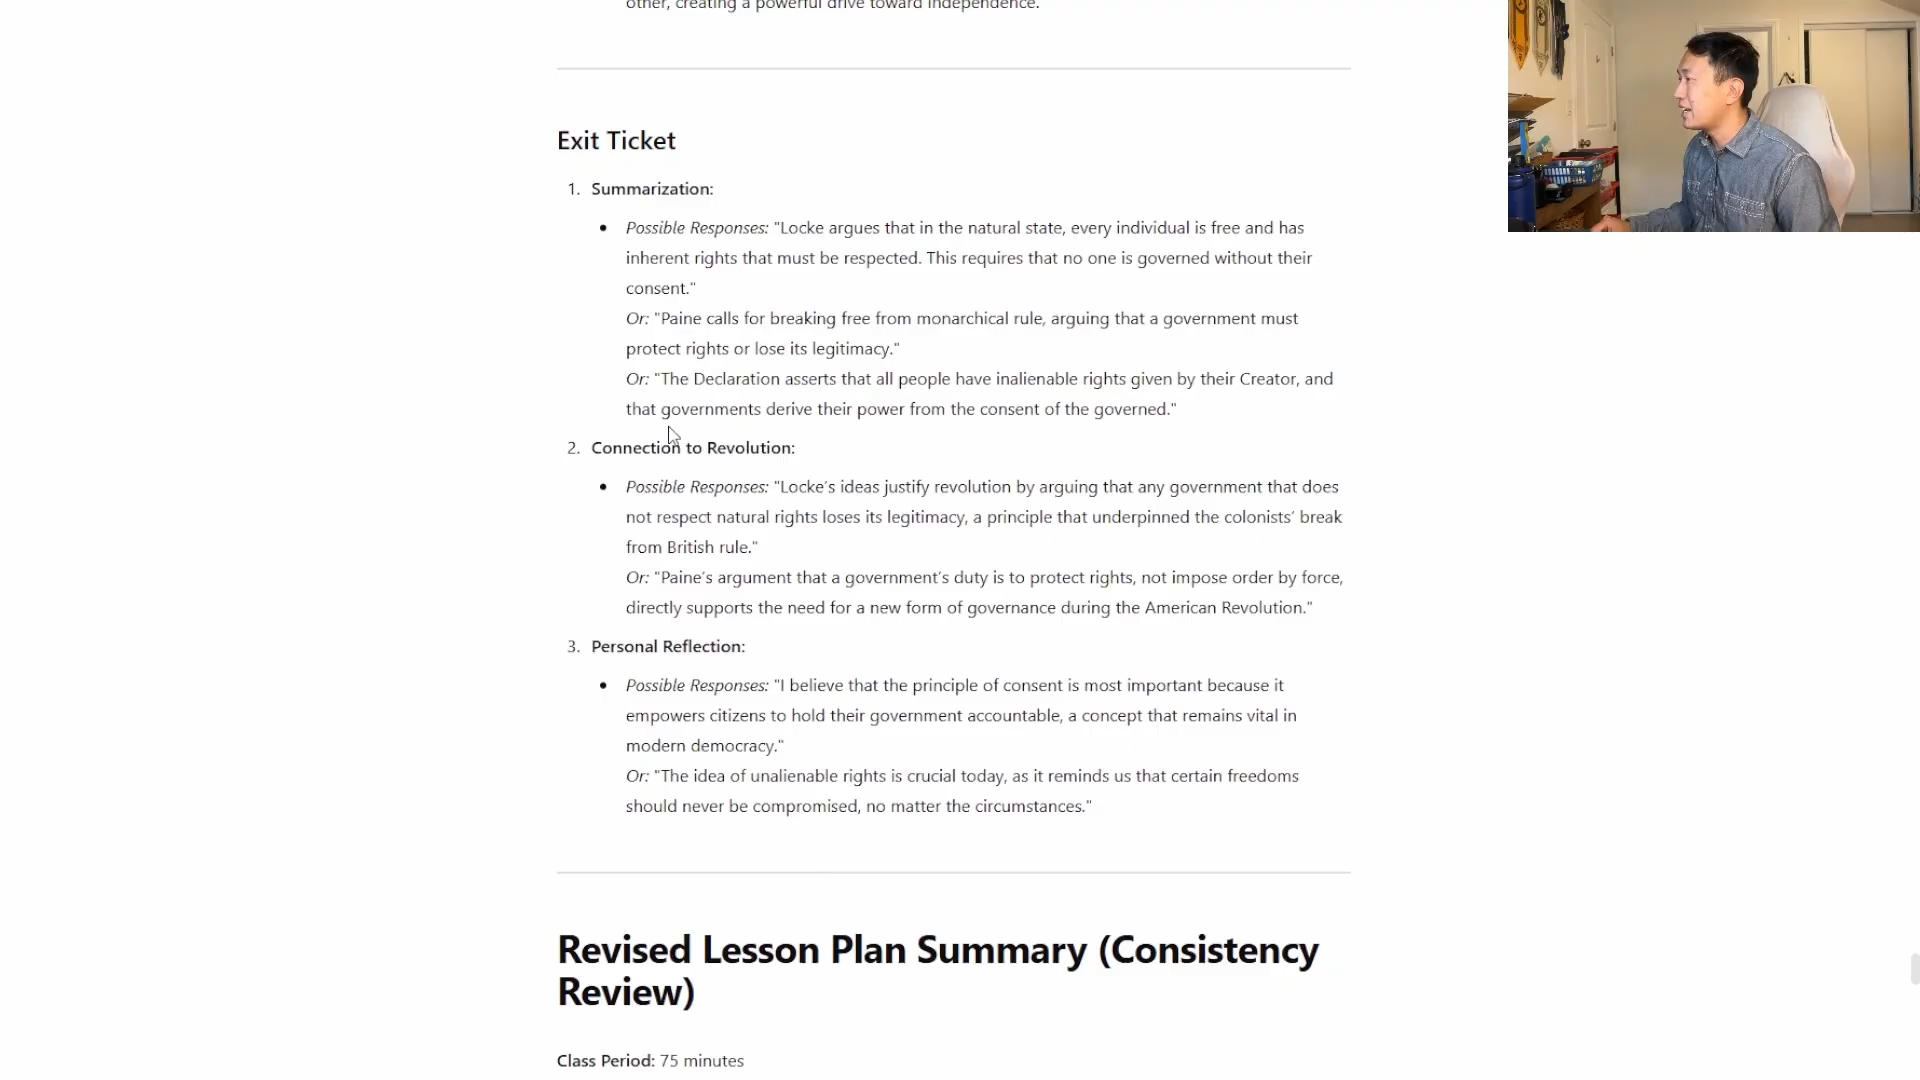 other, creating a powerful drive toward independence.
Exit Ticket
1. Summarization:
• Possible Responses: "Locke argues that in the natural state, every individual is free and has
inherent rights that must be respected. This requires that no one is governed without their
consent."
Or: "Paine calls for breaking free from monarchical rule, arguing that a government must
protect rights or lose its legitimacy."
Or: "The Declaration asserts that all people have inalienable rights given by their Creator, and
that governments derive their power from the consent of the governed."
2. Connection to Revolution:
• Possible Responses: "Locke's ideas justify revolution by arguing that any government that does
not respect natural rights loses its legitimacy, a principle that underpinned the colonists' break
from British rule."
Or: "Paine's argument that a government's duty is to protect rights, not impose order by force,
directly supports the need for a new form of governance during the American Revolution."
3. Personal Reflection:
• Possible Responses: "I believe that the principle of consent is most important because it
empowers citizens to hold their government accountable, a concept that remains vital in
modern democracy."
Or: "The idea of unalienable rights is crucial today, as it reminds us that certain freedoms
should never be compromised, no matter the circumstances."
Revised Lesson Plan Summary (Consistency
Review)
Class Period: 75 minutes